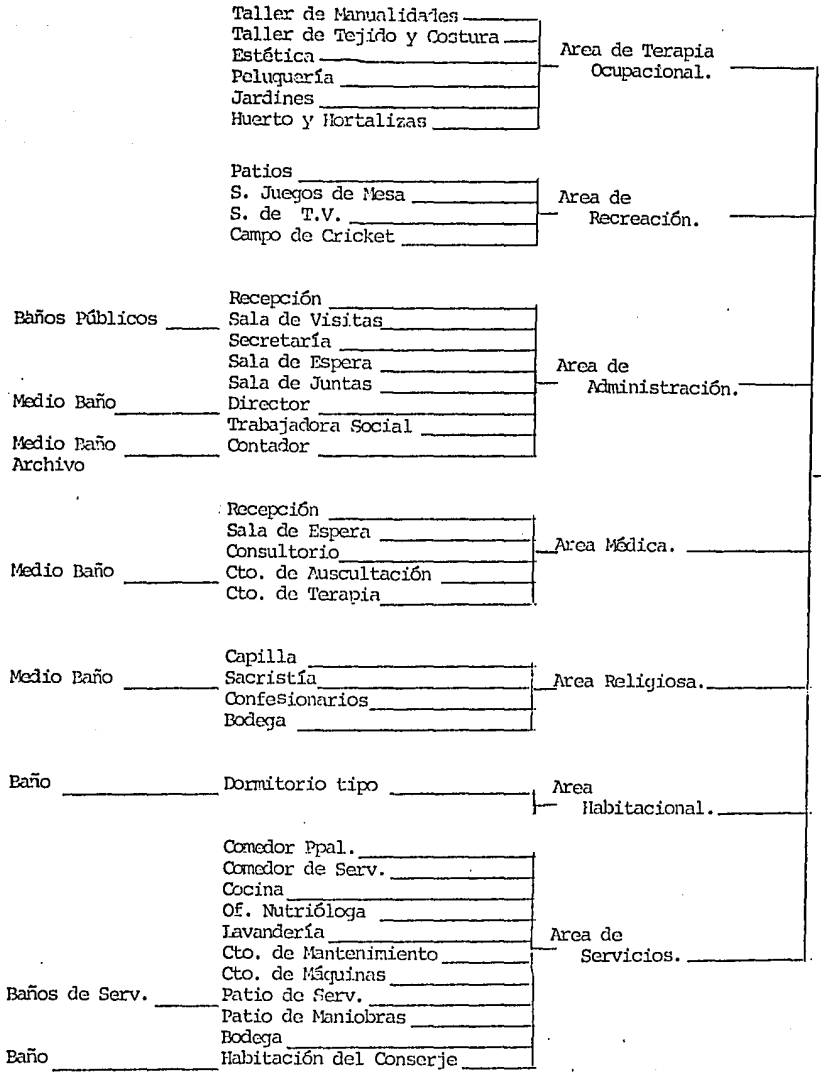 Taller de Manualidades
Taller de Tejido y Costura
Estética
Peluquería
Jardines
Huerto y Hortalizas
Area de Terapia
Ocupacional.
Patios
S. Juegos de Mesa
S. de T.V.
Campo de Cricket
Area de
Recreación.
Recepción
Baños Públicos Sala de Visitas
Secretaría
Sala de Espera
Sala de Juntas
Medio Baño Director
Trabajadora Social
Medio Baño Contador
Archivo
Area de
Administración.
Recepción
Sala de Espera
Consultorio
Medio Baño Cto. de Auscultación
Cto. de Terapia
Area Médica.
Capilla
Medio Baño Sacristía
Confesionarios
Bodega
Area Religiosa.
Baño Dormitorio tipo
Area
Habitacional.
Comedor Ppal.
Comedor de Serv.
Cocina
Of. Nutrióloga
Lavandería
Cto. de Mantenimiento
Cto. de Máquinas
Baños de Serv. Patio de Serv.
Patio de Maniobras
Bodega
Baño Habitación del Conserje
Area de
Servicios.